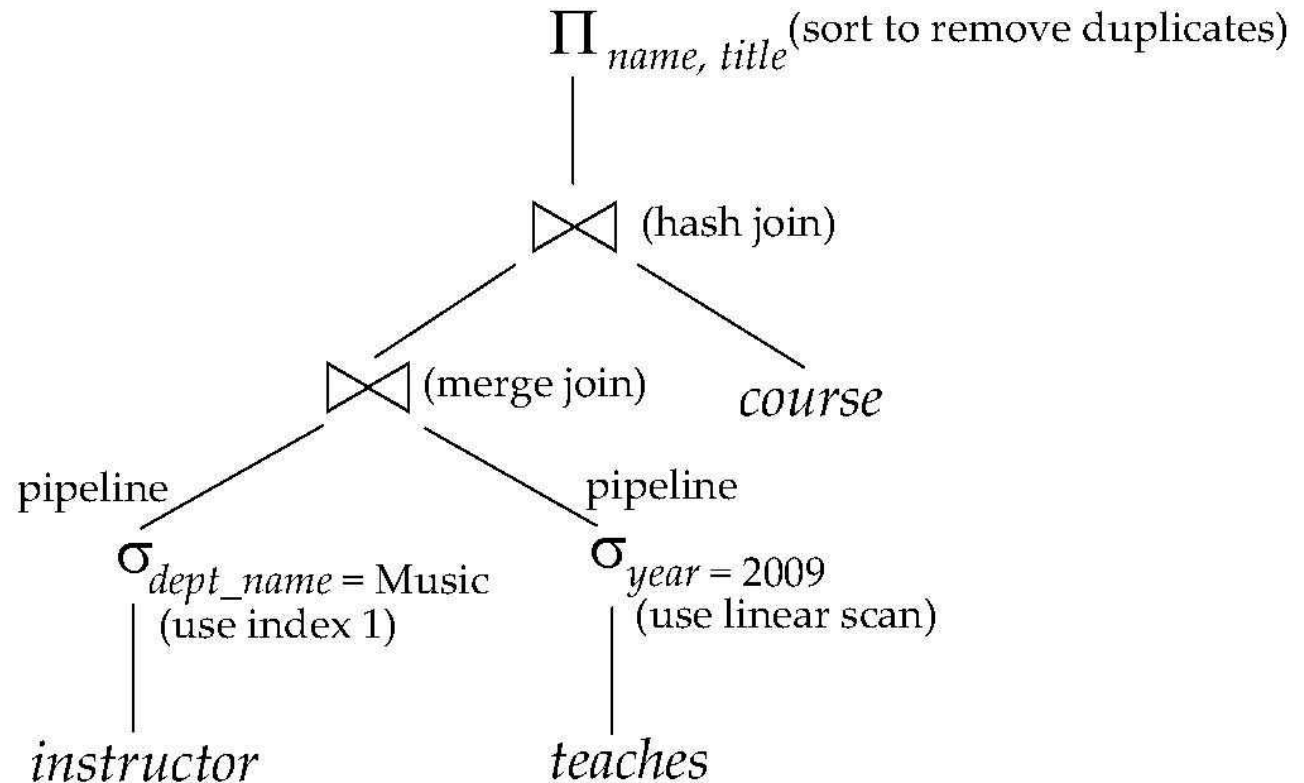 Π name, title (sort to remove duplicates)
(hash join)
(merge join)
course
pipeline
pipeline
σ dept_name = Music
(use index 1)
σ year = 2009
(use linear scan)
instructor
teaches